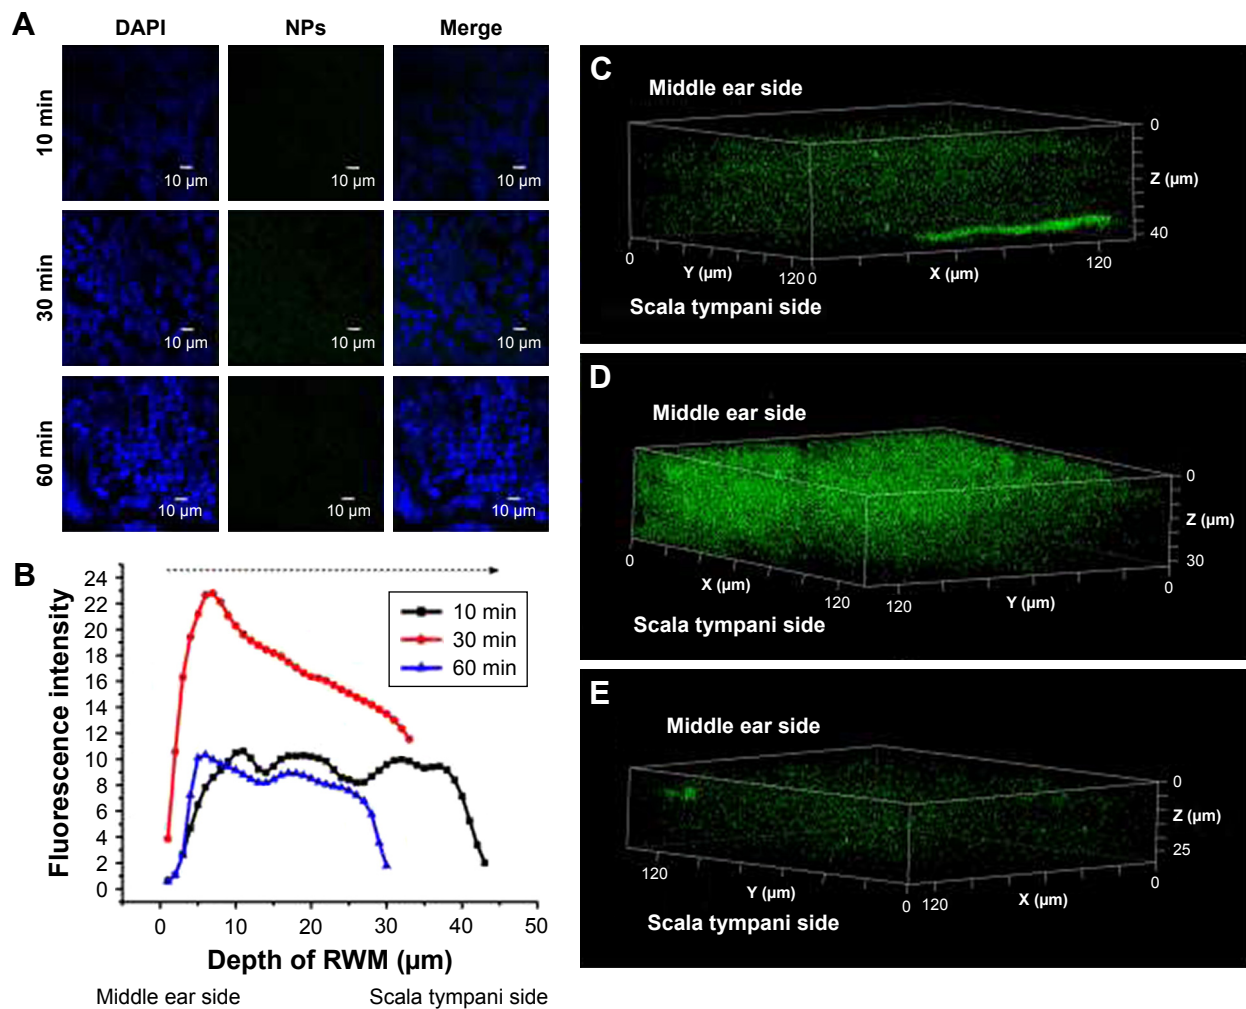 A
DAPI NPs Merge
10 min
10 µm 10 µm 10 µm
30 min
10 µm 10 µm 10 µm
60 min
10 µm 10 µm 10 µm
B
Fluorescence intensity
24
22
20
18
16
14
12
10
8
6
4
2
0
10 min
30 min
60 min
0 10 20 30 40 50
Depth of RWM (µm)
Middle ear side Scala tympani side
C
Middle ear side
0
Z (µm)
40
0 Y (µm) 120 0 X (µm) 120
Scala tympani side
D
Middle ear side
0
Z (µm)
30
0 X (µm) 120 120 Y (µm) 0
Scala tympani side
E
Middle ear side
0
Z (µm)
25
120 Y (µm) 0 120 X (µm) 0
Scala tympani side